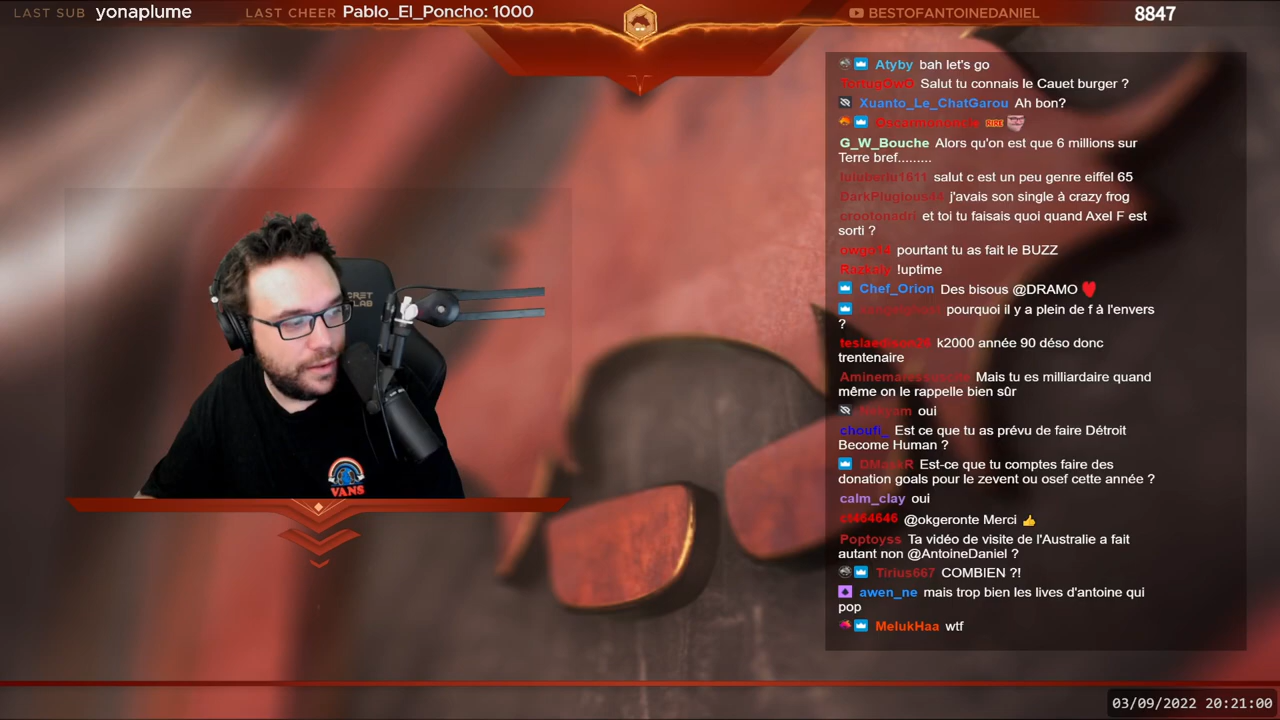 LAST SUB yonaplume LAST CHEER Pablo_El_Poncho: 1000 BESTOFANTOINEDANIEL 8847
Atyby bah let's go
TortugOwO Salut tu connais le Cauet burger ?
Xuanto_Le_ChatGarou Ah bon?
RIRE
G_W_Bouche Alors qu'on est que 6 millions sur
Terre bref.........
salut c est un peu genre eiffel 65
j'avais son single à crazy frog
crootonadri et toi tu faisais quoi quand Axel F est
sorti ?
pourtant tu as fait le BUZZ
!uptime
Chef_Orion Des bisous @DRAMO
pourquoi il y a plein de f à l'envers
?
teslaedison24 k2000 année 90 déso donc
trentenaire
Mais tu es milliardaire quand
même on le rappelle bien sûr
oui
choufi_ Est ce que tu as prévu de faire Détroit
Become Human ?
Est-ce que tu comptes faire des
donation goals pour le zevent ou osef cette année ?
calm_clay oui
@okgeronte Merci
Poptoyss Ta vidéo de visite de l'Australie a fait
autant non @AntoineDaniel ?
Tirius667 COMBIEN ?!
awen_ne mais trop bien les lives d'antoine qui
pop
MelukHaa wtf
VANS
03/09/2022 20:21:00